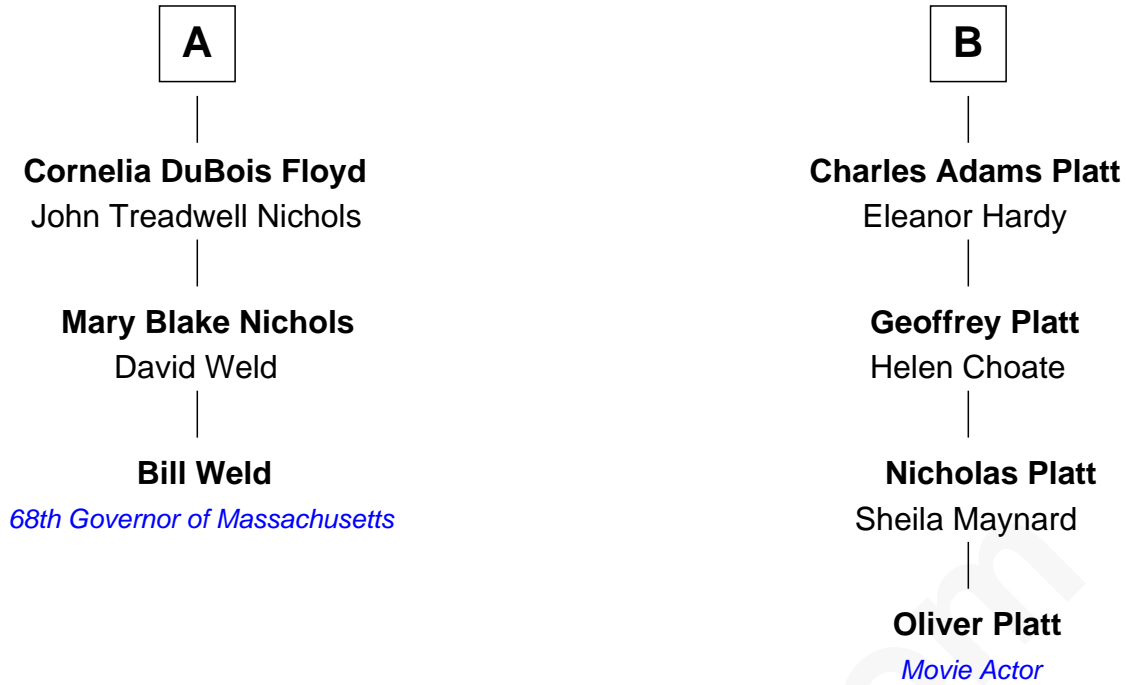 A
Cornelia DuBois Floyd
John Treadwell Nichols
Mary Blake Nichols
David Weld
Bill Weld
68th Governor of Massachusetts
B
Charles Adams Platt
Eleanor Hardy
Geoffrey Platt
Helen Choate
Nicholas Platt
Sheila Maynard
Oliver Platt
Movie Actor